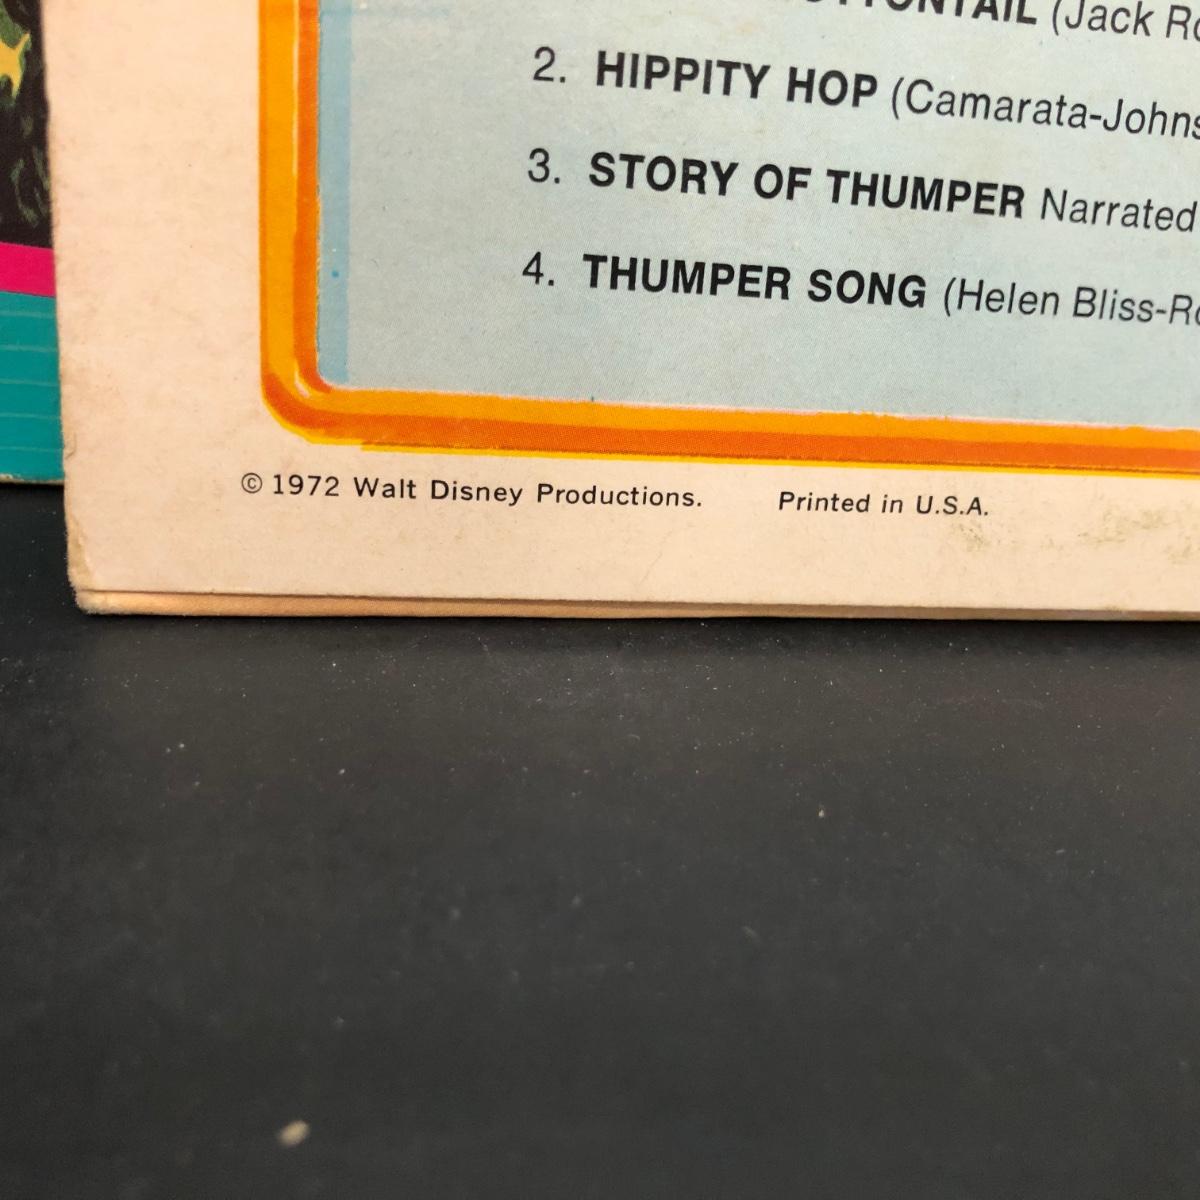 (Jack
2. HIPPITY HOP (Camarata-Johns
3. STORY OF THUMPER Narrated
4. THUMPER SONG (Helen Bliss-R
© 1972 Walt Disney Productions. Printed in U.S.A.